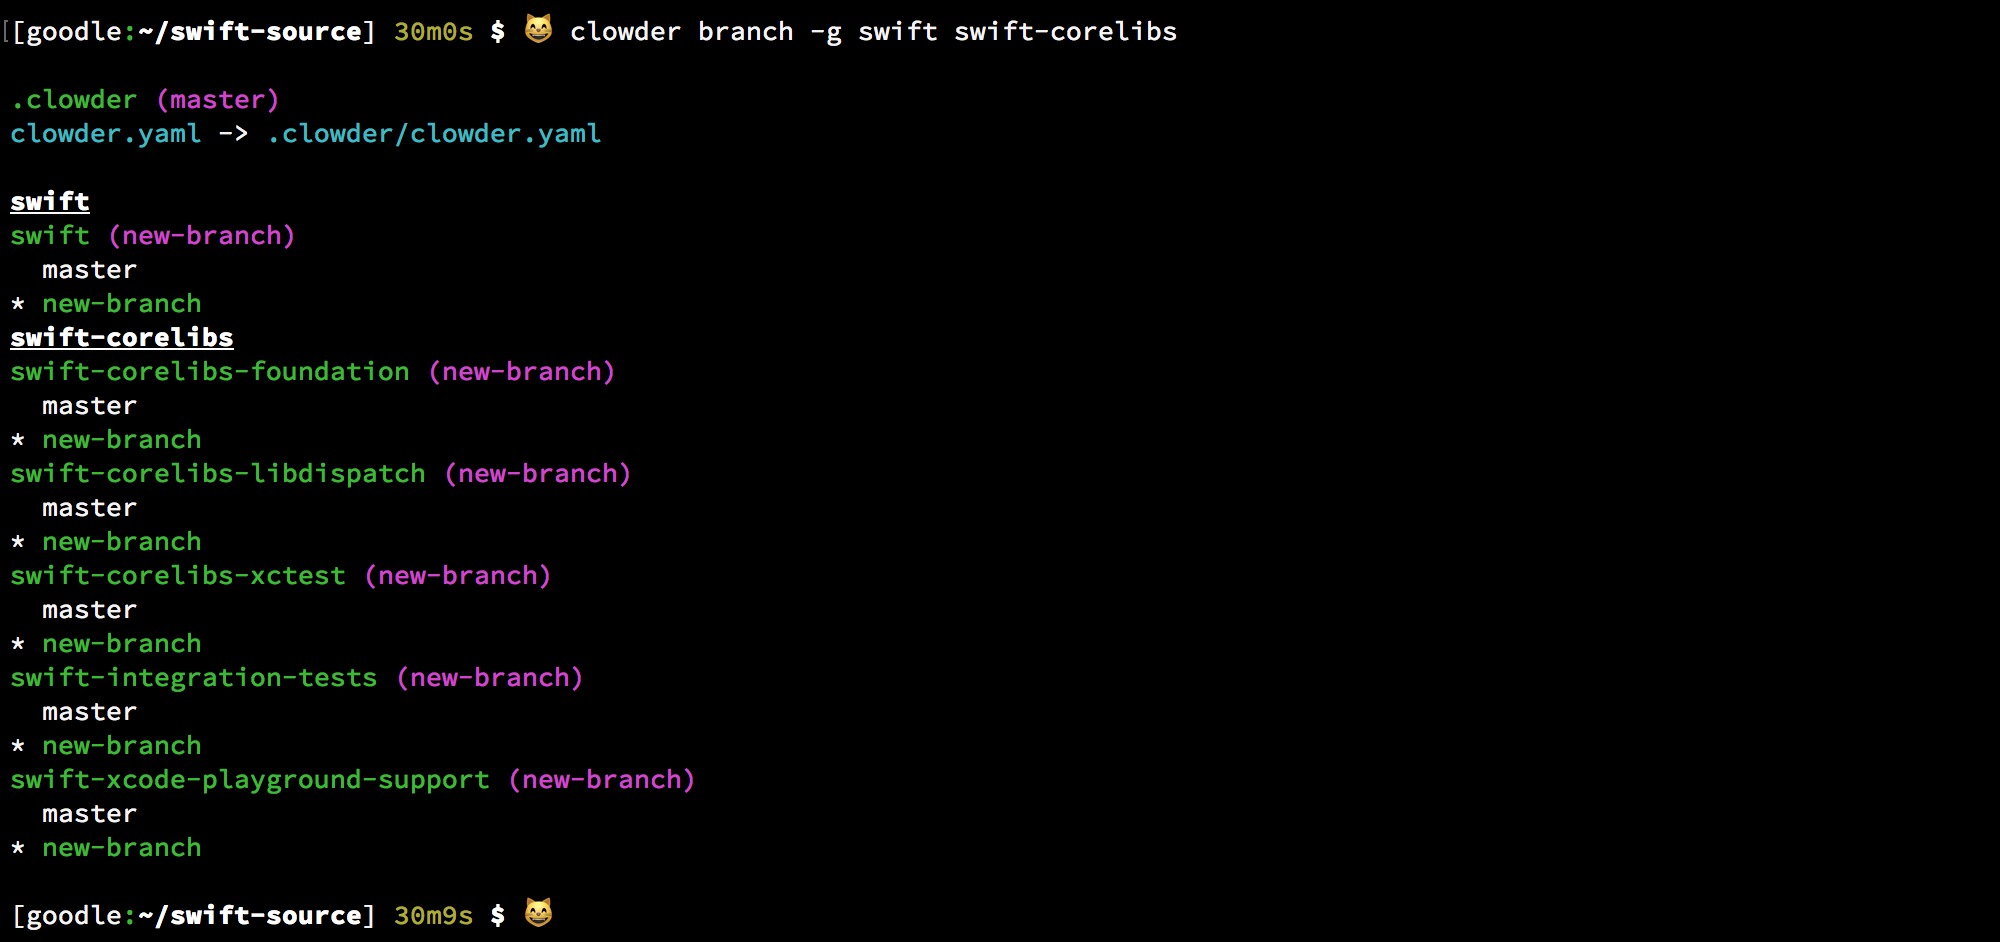 [[goodle:~/swift-source] 30m0s $ 😸 clowder branch -g swift swift-corelibs
.clowder (master)
clowder.yaml -> .clowder/clowder.yaml
swift
swift (new-branch)
  master
* new-branch
swift-corelibs
swift-corelibs-foundation (new-branch)
  master
* new-branch
swift-corelibs-libdispatch (new-branch)
  master
* new-branch
swift-corelibs-xctest (new-branch)
  master
* new-branch
swift-integration-tests (new-branch)
  master
* new-branch
swift-xcode-playground-support (new-branch)
  master
* new-branch
[goodle:~/swift-source] 30m9s $ 😸